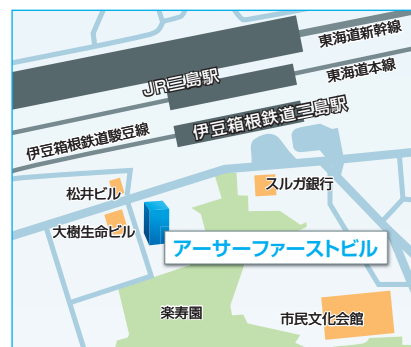 東海道新幹線
JR三島駅
東海道本線
伊豆箱根鉄道三島駅
伊豆箱根鉄道駿豆線
松井ビル
スルガ銀行
大樹生命ビル
アーサーファーストビル
楽寿園
市民文化会館